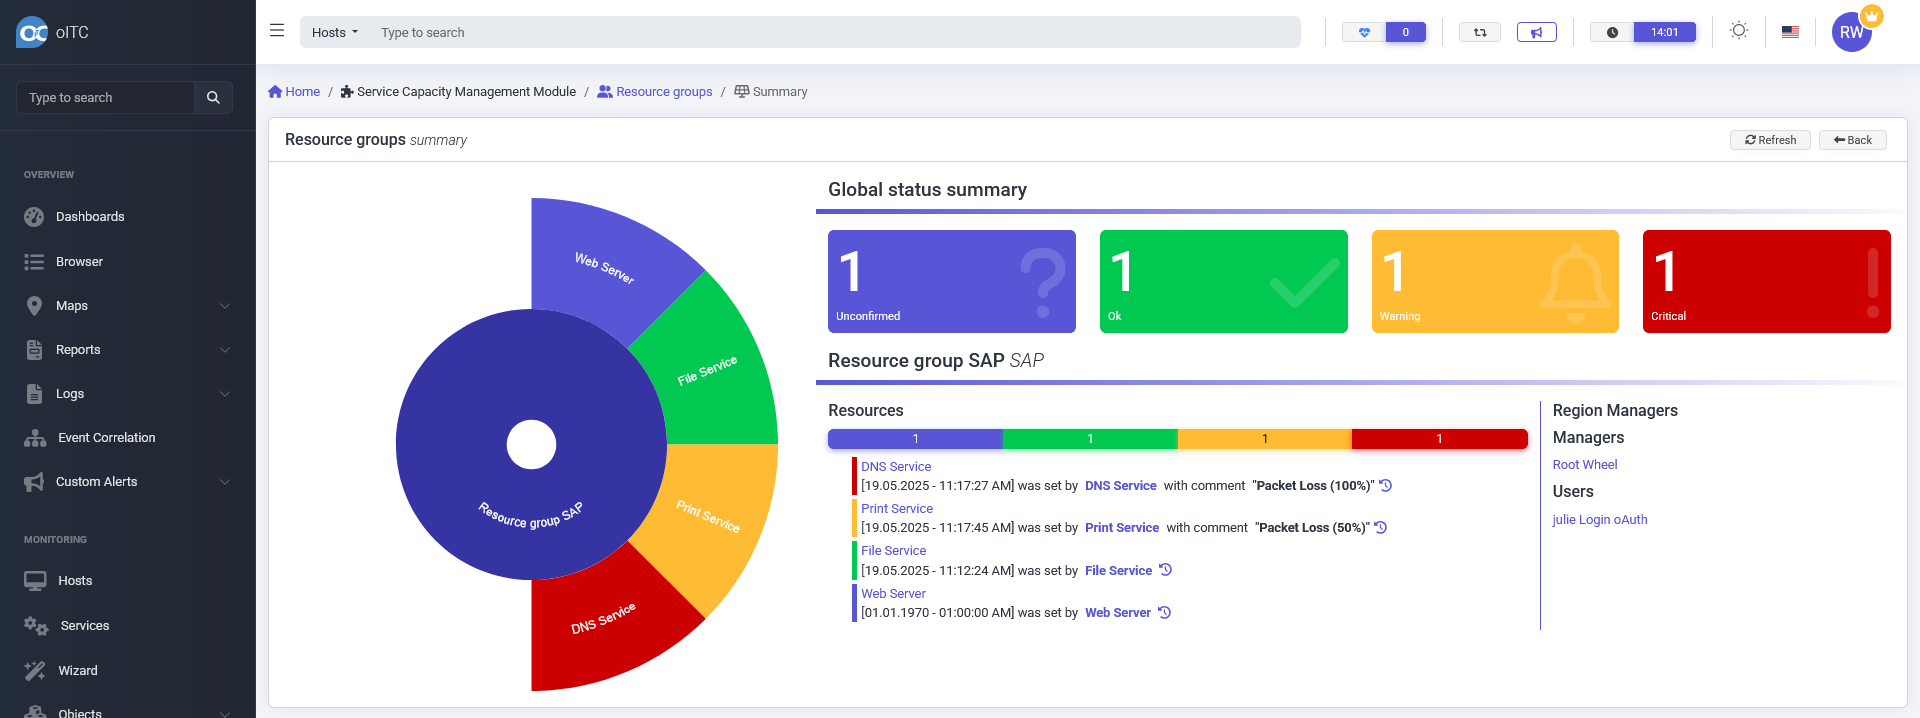 oITC
Hosts
Type to search
0
14:01
RW
Type to search
Home / Service Capacity Management Module / Resource groups / Summary
Resource groups summary
Refresh
Back
OVERVIEW
Dashboards
Browser
Maps
Reports
Logs
Event Correlation
Custom Alerts
MONITORING
Hosts
Services
Wizard
Objects
Web Server
File Service
Print Service
DNS Service
Resource group SAP
Global status summary
1
Unconfirmed
1
Ok
1
Warning
1
Critical
Resource group SAP SAP
Resources
1 1 1 1
DNS Service
[19.05.2025 - 11:17:27 AM] was set by DNS Service with comment "Packet Loss (100%)"
Print Service
[19.05.2025 - 11:17:45 AM] was set by Print Service with comment "Packet Loss (50%)"
File Service
[19.05.2025 - 11:12:24 AM] was set by File Service
Web Server
[01.01.1970 - 01:00:00 AM] was set by Web Server
Region Managers
Managers
Root Wheel
Users
julie Login oAuth